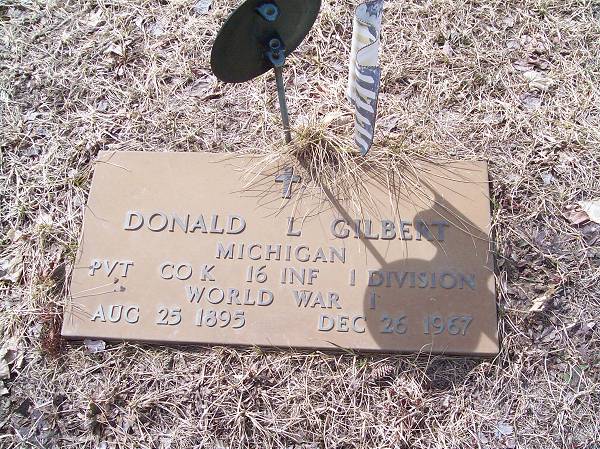 DONALD L GILBERT
MICHIGAN
PVT CO K 16 INF 1 DIVISION
WORLD WAR I
AUG 25 1895 DEC 26 1967